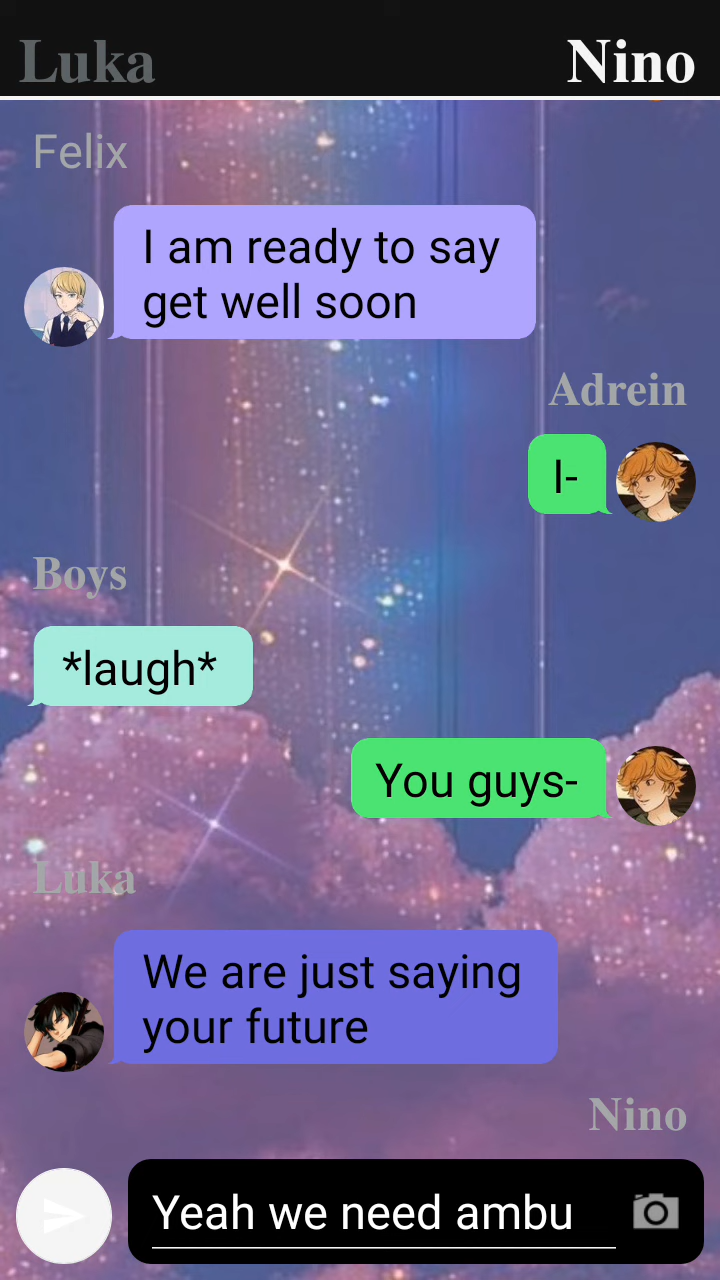 Luka
Nino
Felix
I am ready to say
get well soon
Adrein
I-
Boys
*laugh*
You guys-
Luka
We are just saying
your future
Nino
Yeah we need ambu